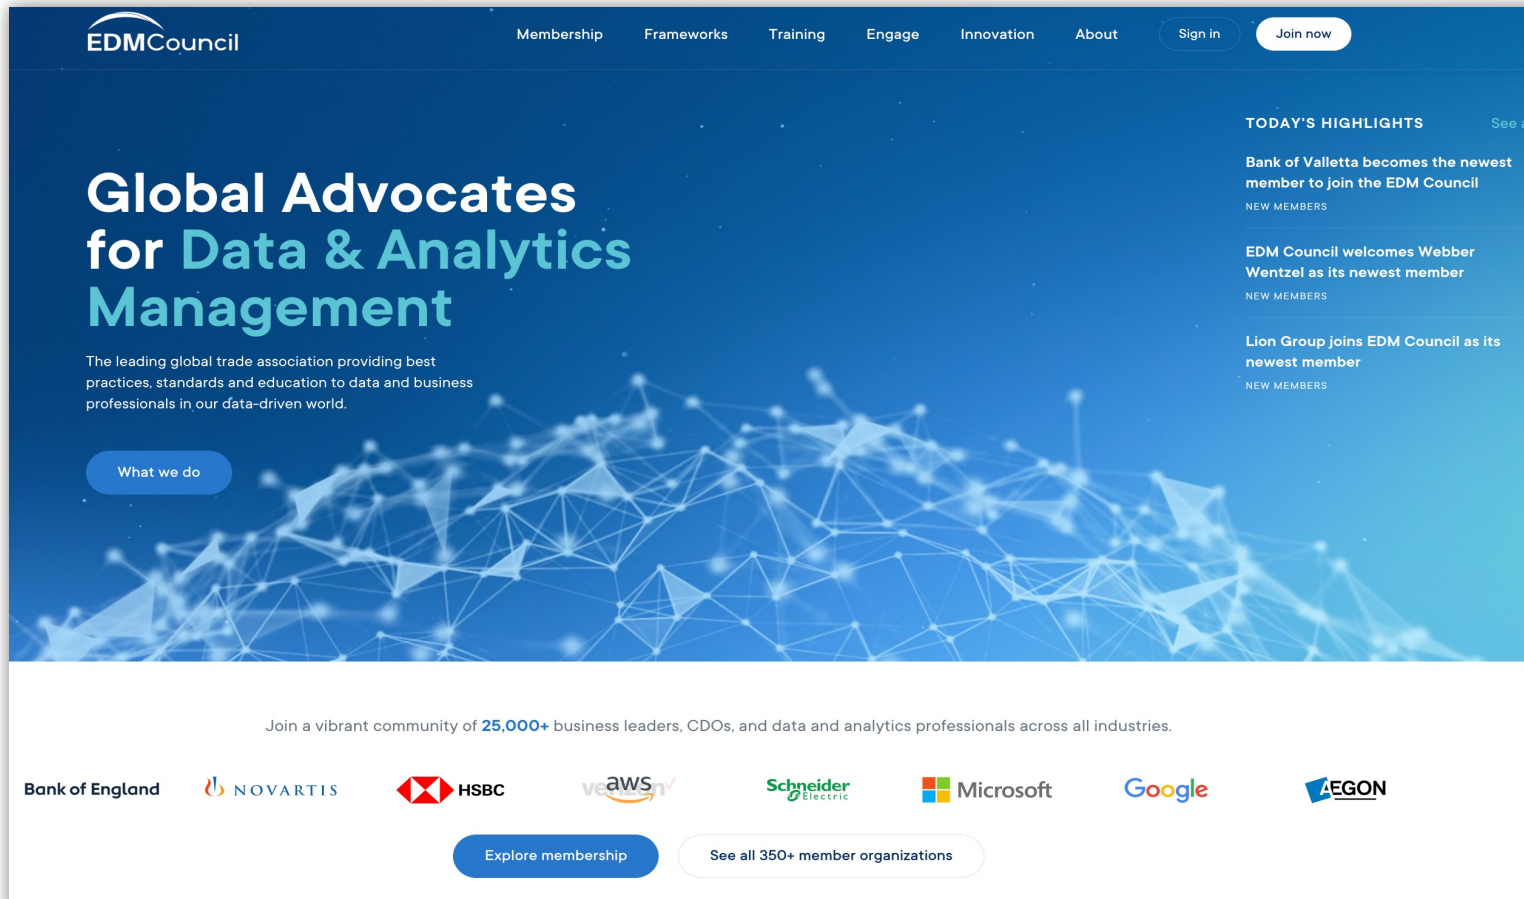 EDMCouncil
Membership Frameworks Training Engage Innovation About Sign in Join now
Global Advocates
for Data & Analytics
Management
The leading global trade association providing best
practices, standards and education to data and business
professionals in our data-driven world.
What we do
TODAY'S HIGHLIGHTS See a
Bank of Valletta becomes the newest
member to join the EDM Council
NEW MEMBERS
EDM Council welcomes Webber
Wentzel as its newest member
NEW MEMBERS
Lion Group joins EDM Council as its
newest member
NEW MEMBERS
Join a vibrant community of 25,000+ business leaders, CDOs, and data and analytics professionals across all industries.
Bank of England NOVARTIS HSBC verizon aws Schneider Electric Microsoft Google AEGON
Explore membership See all 350+ member organizations